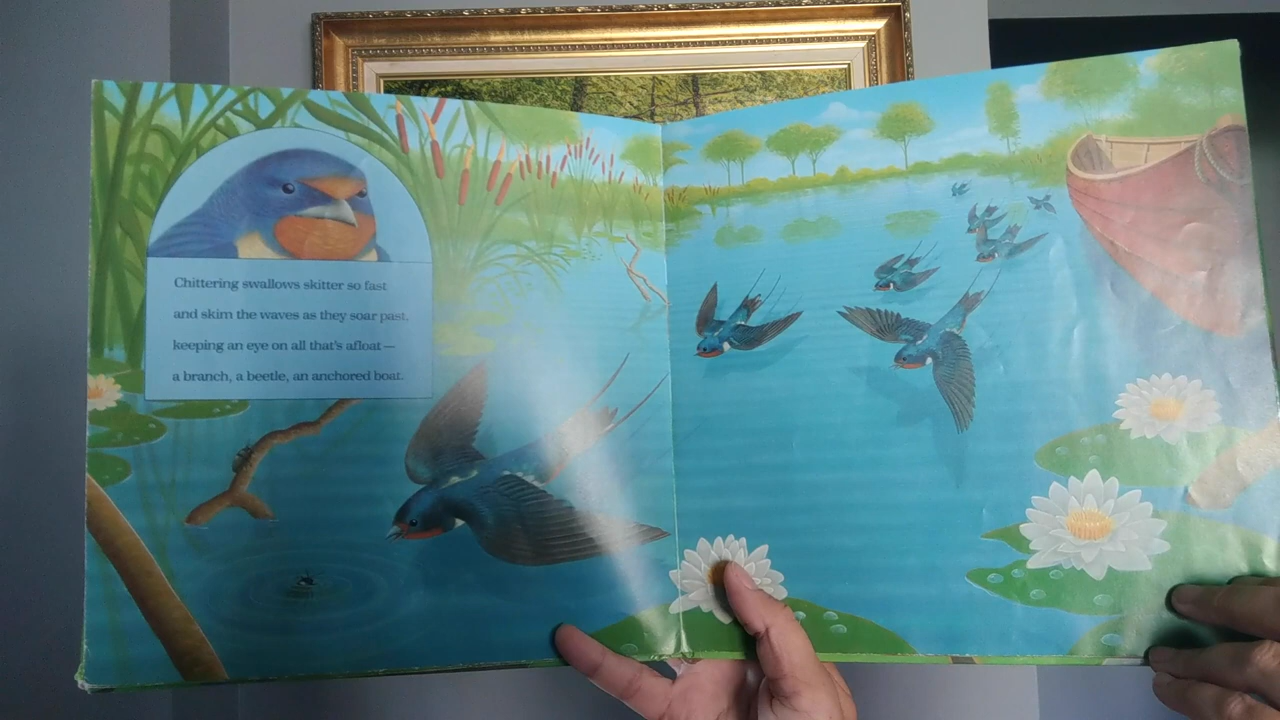 Chittering swallows skitter so fast
and skim the waves as they soar past,
keeping an eye on all that's afloat—
a branch, a beetle, an anchored boat.